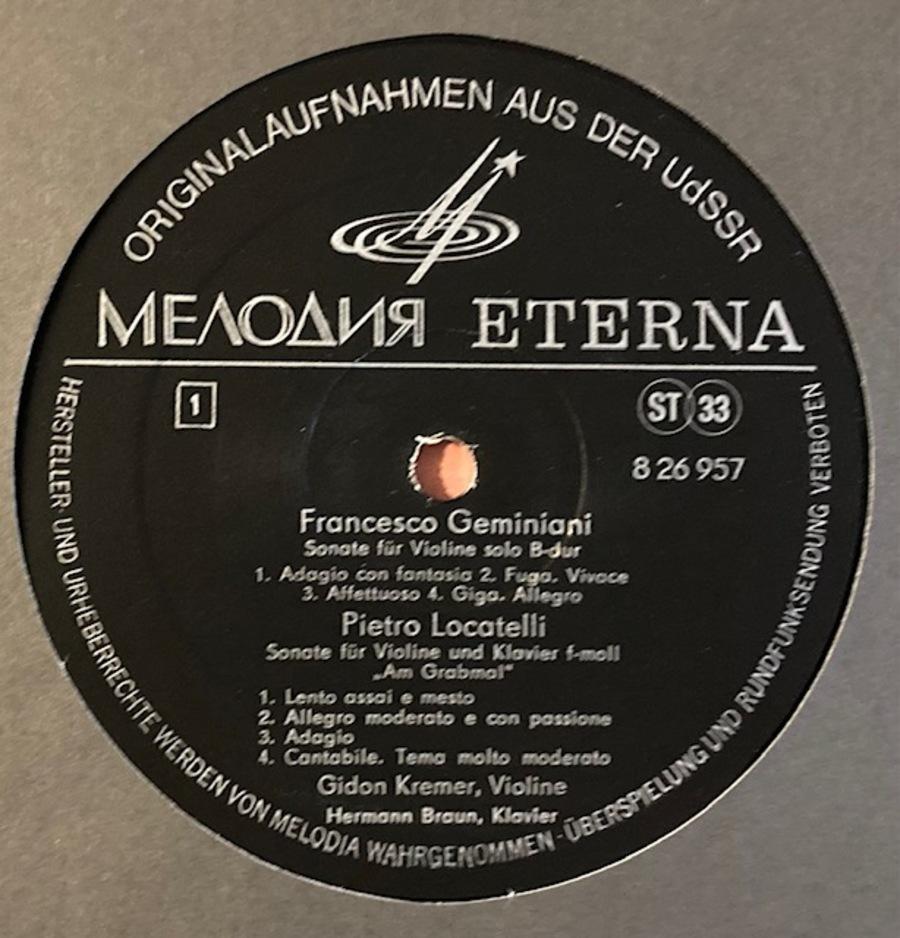 ORIGINALAUFNAHMEN AUS DER UdSSR
МЕЛОДИЯ ETERNA
1
ST 33
8 26 957
Francesco Geminiani
Sonate für Violine solo B-dur
1. Adagio con fantasia 2. Fuga. Vivace
3. Affettuoso 4. Giga. Allegro
Pietro Locatelli
Sonate für Violine und Klavier f-moll
„Am Grabmal“
1. Lento assai e mesto
2. Allegro moderato e con passione
3. Adagio
4. Cantabile. Tema molto moderato
Gidon Kremer, Violine
Hermann Braun, Klavier
HERSTELLER- UND URHEBERRECHTE WERDEN VON MELODIA WAHRGENOMMEN · ÜBERSPIELUNG UND RUNDFUNKSENDUNG VERBOTEN